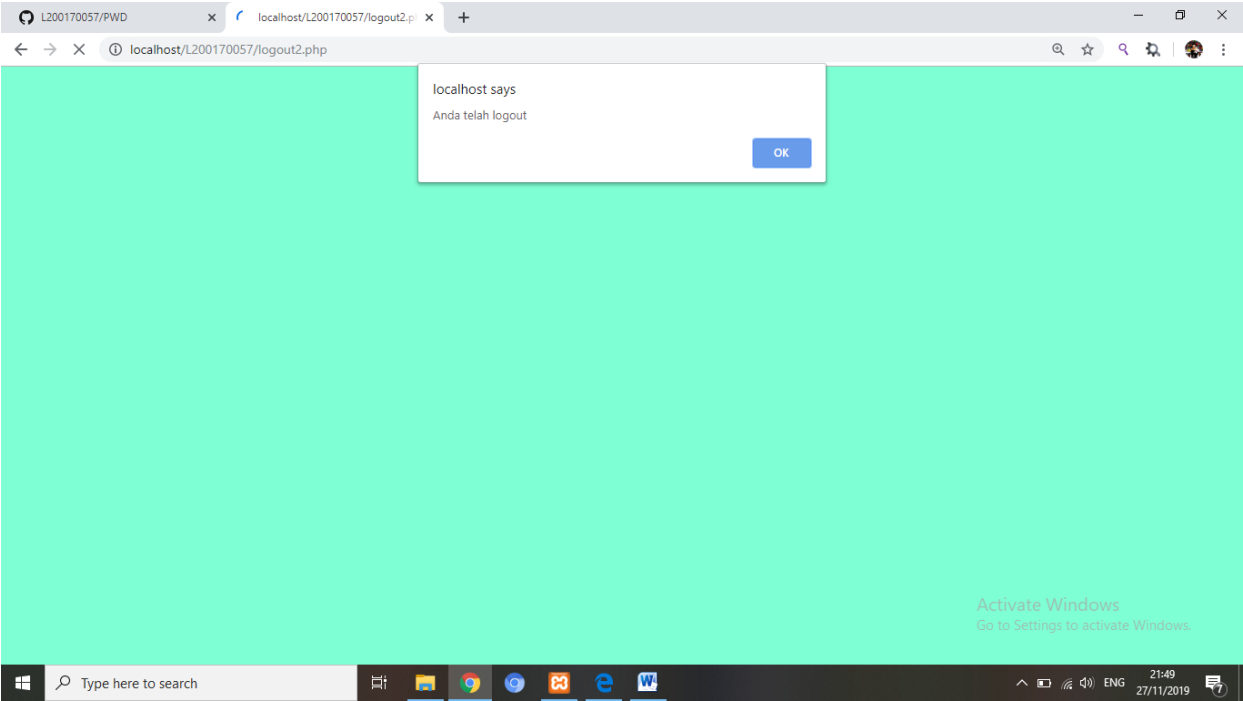 L200170057/PWD
localhost/L200170057/logout2.p
localhost/L200170057/logout2.php
localhost says
Anda telah logout
OK
Activate Windows
Go to Settings to activate Windows.
Type here to search
ENG
21:49
27/11/2019
7